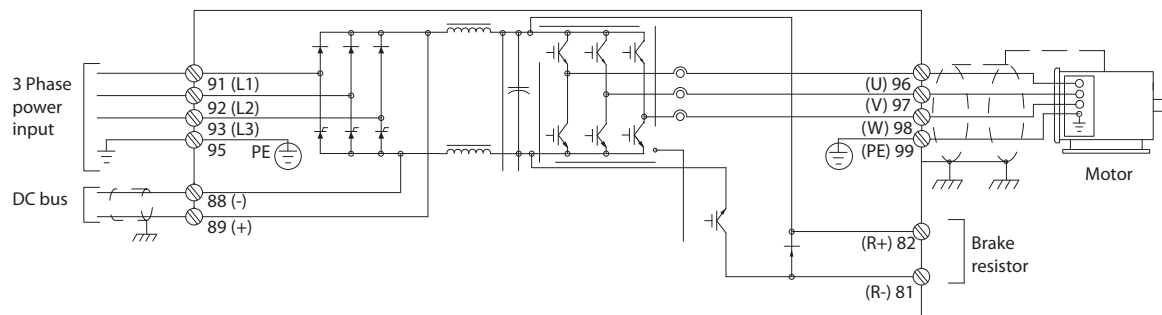 3 Phase
power
input
91 (L1)
92 (L2)
93 (L3)
95
PE
DC bus
88 (-)
89 (+)
(U) 96
(V) 97
(W) 98
(PE) 99
Motor
(R+) 82
(R-) 81
Brake
resistor